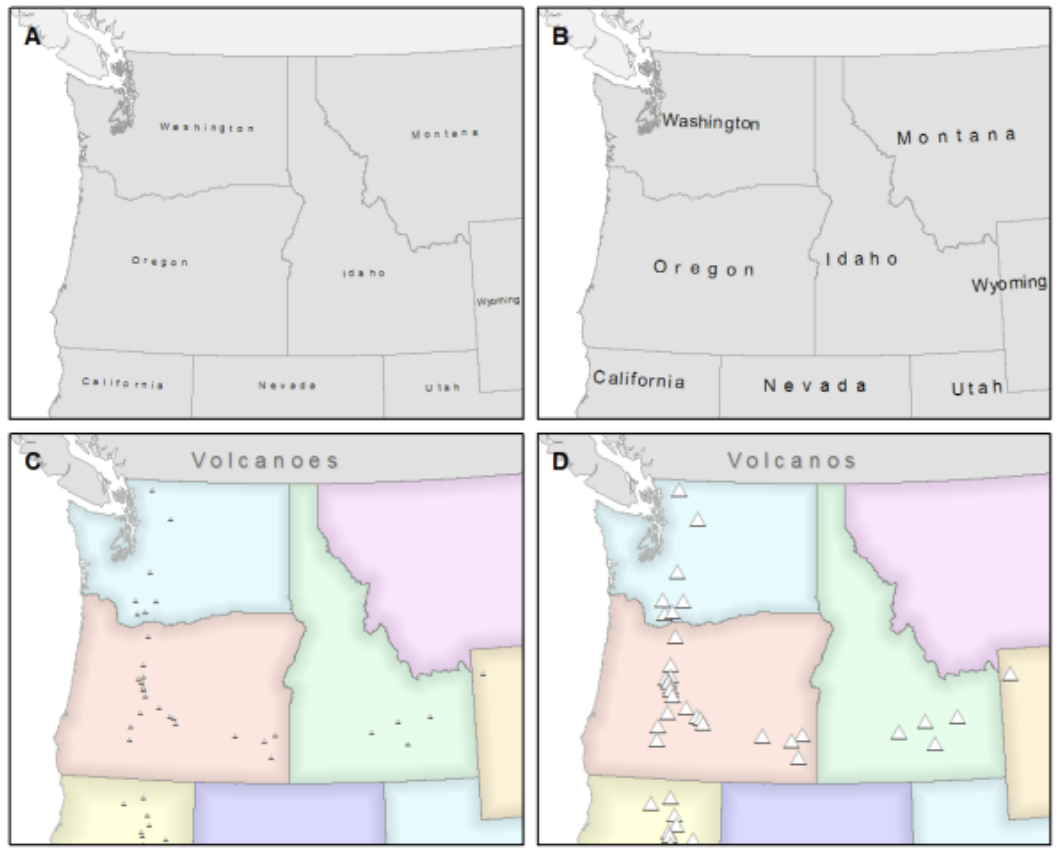 A
Washington
Montana
Oregon
Idaho
Wyoming
California
Nevada
Utah
B
Washington
Montana
Oregon
Idaho
Wyoming
California
Nevada
Utah
C
Volcanoes
D
Volcanos